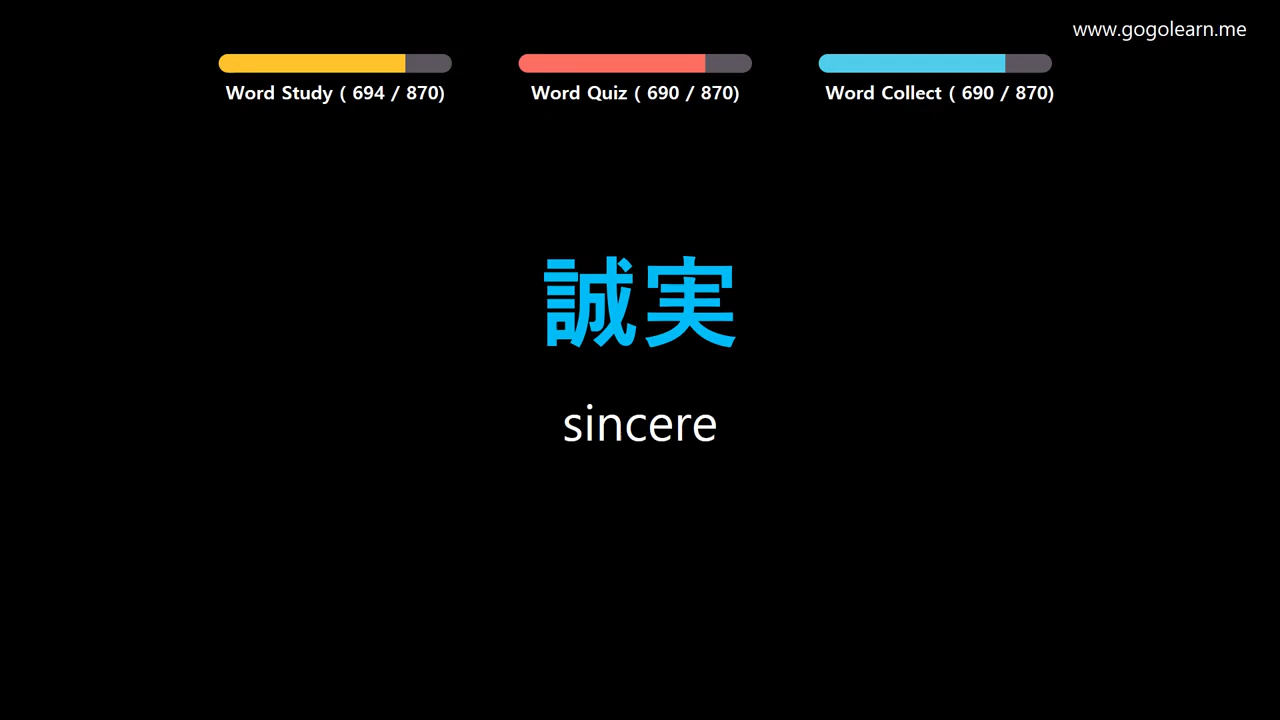 www.gogolearn.me
Word Study ( 694 / 870)
Word Quiz ( 690 / 870)
Word Collect ( 690 / 870)
誠実
sincere